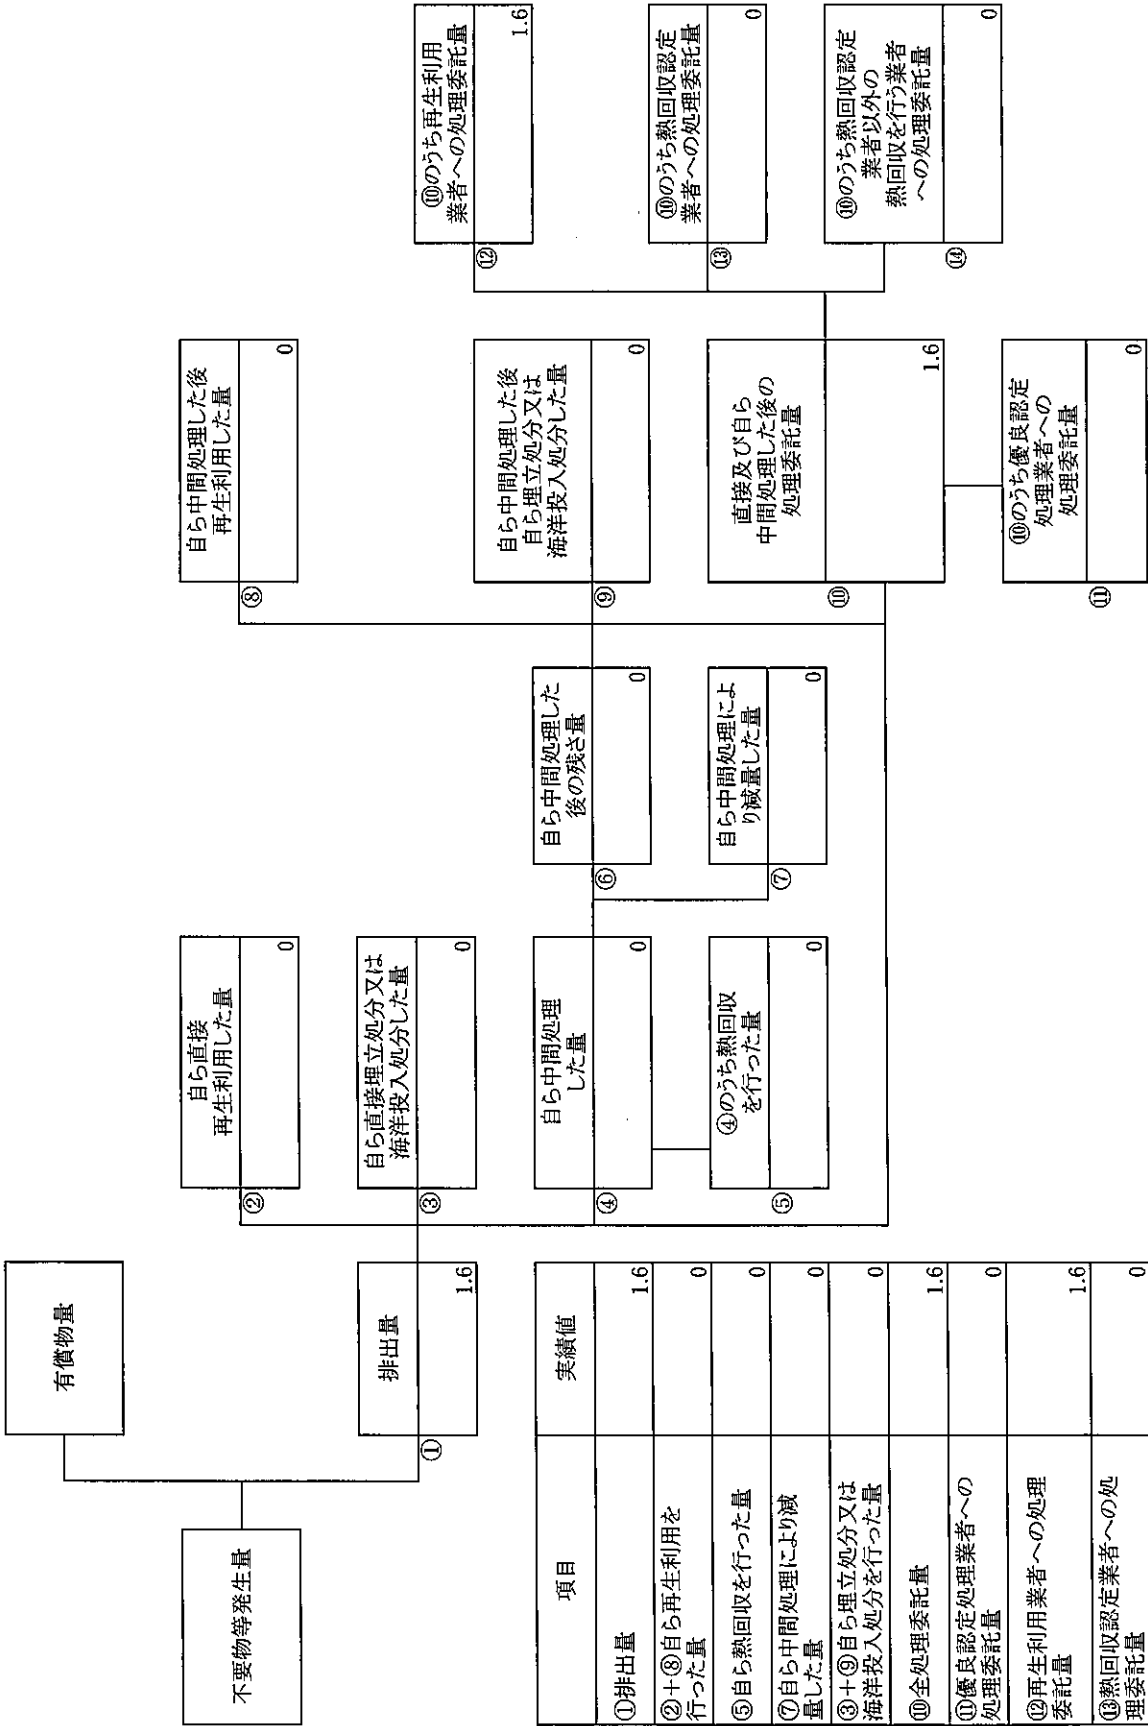 不要物等発生量
有償物量
排出量
①
1.6
自ら直接
再生利用した量
②
0
自ら直接埋立処分又は
海洋投入処分した量
③
0
自ら中間処理
した量
④
0
④のうち熱回収
を行った量
⑤
0
自ら中間処理した
後の残さ量
⑥
0
自ら中間処理によ
り減量した量
⑦
0
自ら中間処理した後
再生利用した量
⑧
0
自ら中間処理した後
自ら埋立処分又は
海洋投入処分した量
⑨
0
直接及び自ら
中間処理した後の
処理委託量
⑩
1.6
⑩のうち優良認定
処理業者への
処理委託量
⑪
0
⑩のうち再生利用
業者への処理委託量
⑫
1.6
⑩のうち熱回収認定
業者への処理委託量
⑬
0
⑩のうち熱回収認定
業者以外の
熱回収を行う業者
への処理委託量
⑭
0
項目 実績値
①排出量 1.6
②+⑧自ら再生利用を
行った量 0
⑤自ら熱回収を行った量 0
⑦自ら中間処理により減
量した量 0
③+⑨自ら埋立処分又は
海洋投入処分を行った量 0
⑩全処理委託量 1.6
⑪優良認定処理業者への
処理委託量 0
⑫再生利用業者への処理
委託量 1.6
⑬熱回収認定業者への処
理委託量 0